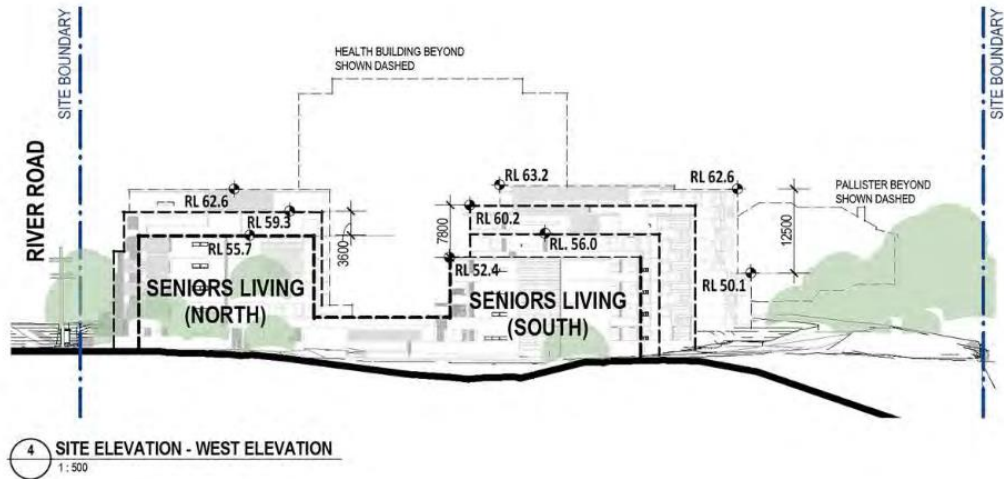 SITE BOUNDARY
RIVER ROAD
HEALTH BUILDING BEYOND
SHOWN DASHED
RL 62.6
RL 59.3
RL 55.7
3600
SENIORS LIVING
(NORTH)
RL 63.2
RL 60.2
RL. 56.0
7800
RL 52.4
SENIORS LIVING
(SOUTH)
RL 62.6
12500
RL 50.1
PALLISTER BEYOND
SHOWN DASHED
SITE BOUNDARY
4
SITE ELEVATION - WEST ELEVATION
1 : 500